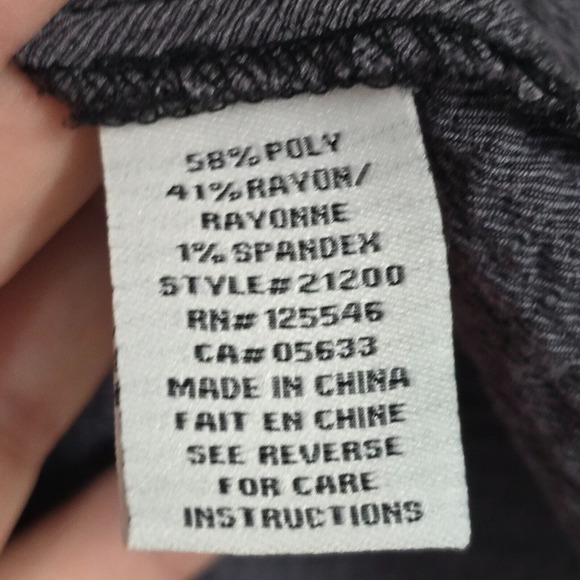 58% POLY
41% RAYON/
RAYONNE
1% SPANDEX
STYLE# 21200
RN# 125546
CA# 05633
MADE IN CHINA
FAIT EN CHINE
SEE REVERSE
FOR CARE
INSTRUCTIONS